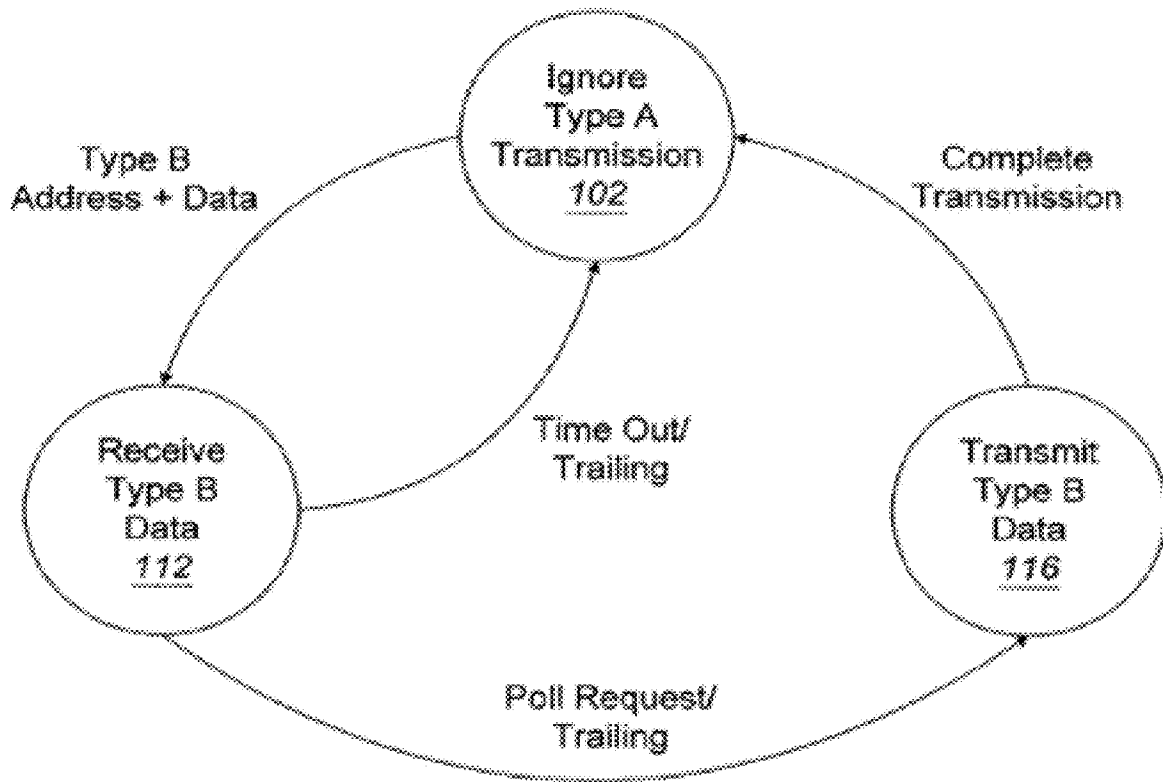 Ignore
Type A
Transmission
102
Type B
Address + Data
Complete
Transmission
Time Out/
Trailing
Receive
Type B
Data
112
Transmit
Type B
Data
116
Poll Request/
Trailing